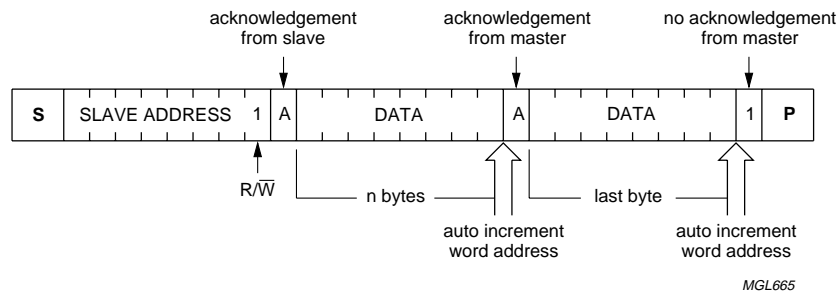 acknowledgement
from slave
acknowledgement
from master
no acknowledgement
from master
S SLAVE ADDRESS 1 A DATA A DATA 1 P
R/W̅
n bytes
last byte
auto increment
word address
auto increment
word address
MGL665